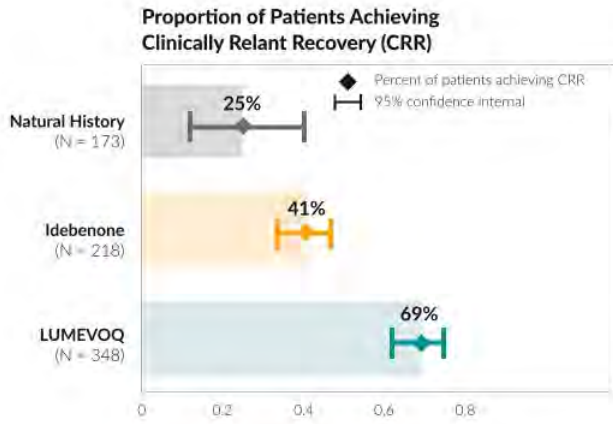 Proportion of Patients Achieving
Clinically Relant Recovery (CRR)
Percent of patients achieving CRR
95% confidence internal
Natural History
(N = 173)
25%
Idebenone
(N = 218)
41%
LUMEVOQ
(N = 348)
69%
0 0.2 0.4 0.6 0.8